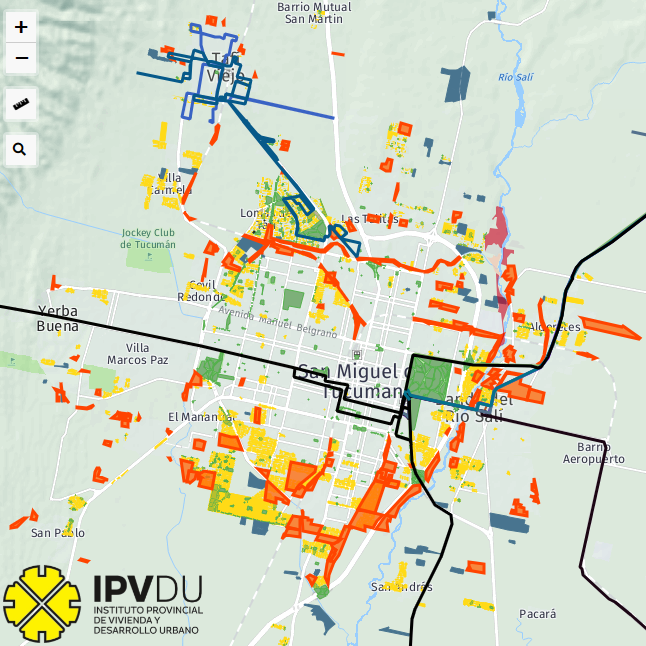 Barrio Mutual
San Martín
+
−
Tafí
Viejo
Río Salí
Villa
Carmela
Lomas de
Tafí
Las Talitas
Jockey Club
de Tucumán
Cevil
Redondo
Yerba
Buena
Avenida Manuel Belgrano
Alderetes
Villa
Marcos Paz
San Miguel d
Tucumán
Banda del
Río Salí
El Manantial
Barrio
Aeropuerto
San Pablo
San Andrés
Pacará
IPVDU
INSTITUTO PROVINCIAL
DE VIVIENDA Y
DESARROLLO URBANO